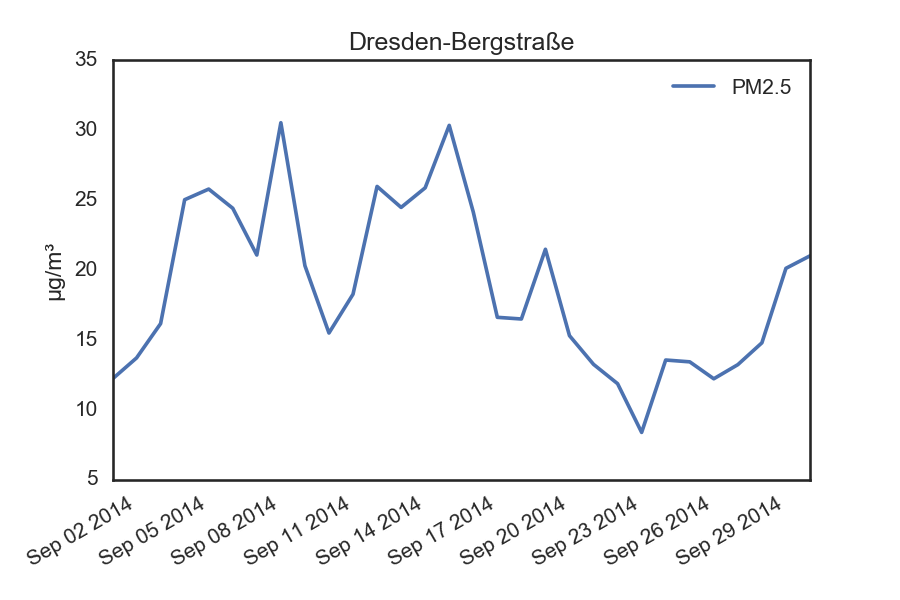 Dresden-Bergstraße
35
30
25
20
15
10
5
µg/m³
PM2.5
Sep 02 2014
Sep 05 2014
Sep 08 2014
Sep 11 2014
Sep 14 2014
Sep 17 2014
Sep 20 2014
Sep 23 2014
Sep 26 2014
Sep 29 2014